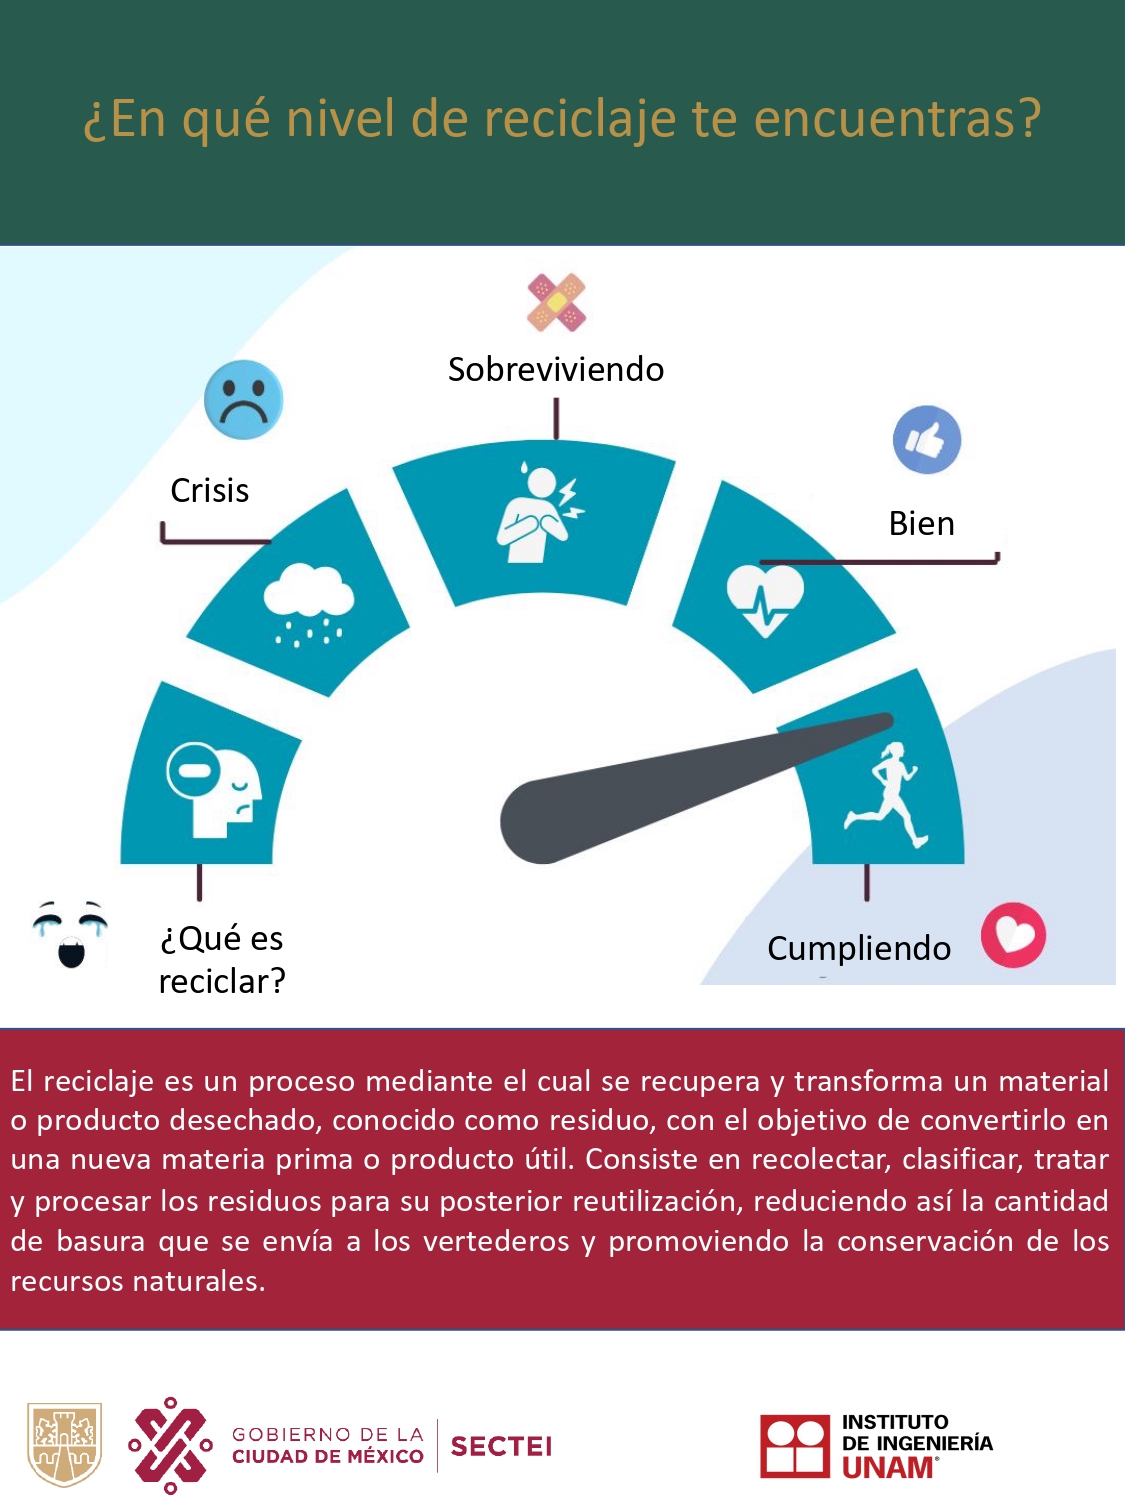 ¿En qué nivel de reciclaje te encuentras?
Sobreviviendo
Crisis
Bien
¿Qué es
reciclar?
Cumpliendo
El reciclaje es un proceso mediante el cual se recupera y transforma un material
o producto desechado, conocido como residuo, con el objetivo de convertirlo en
una nueva materia prima o producto útil. Consiste en recolectar, clasificar, tratar
y procesar los residuos para su posterior reutilización, reduciendo así la cantidad
de basura que se envía a los vertederos y promoviendo la conservación de los
recursos naturales.
GOBIERNO DE LA
CIUDAD DE MÉXICO
SECTEI
INSTITUTO
DE INGENIERÍA
UNAM®